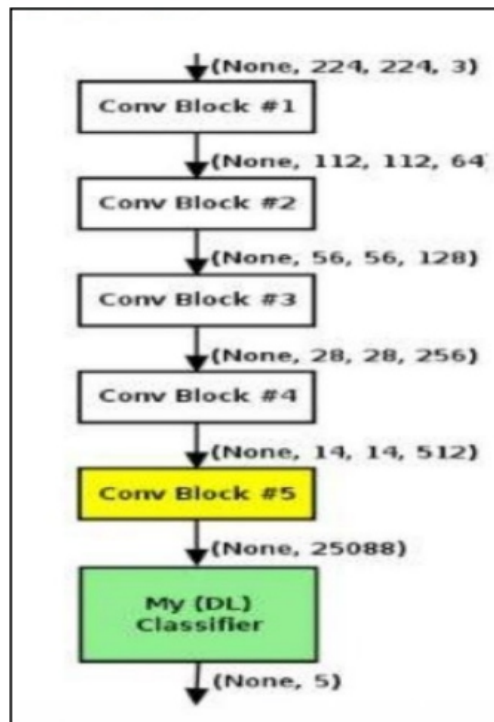 (None, 224, 224, 3)
Conv Block #1
(None, 112, 112, 64
Conv Block #2
(None, 56, 56, 128)
Conv Block #3
(None, 28, 28, 256)
Conv Block #4
(None, 14, 14, 512)
Conv Block #5
(None, 25088)
My (DL)
Classifier
(None, 5)